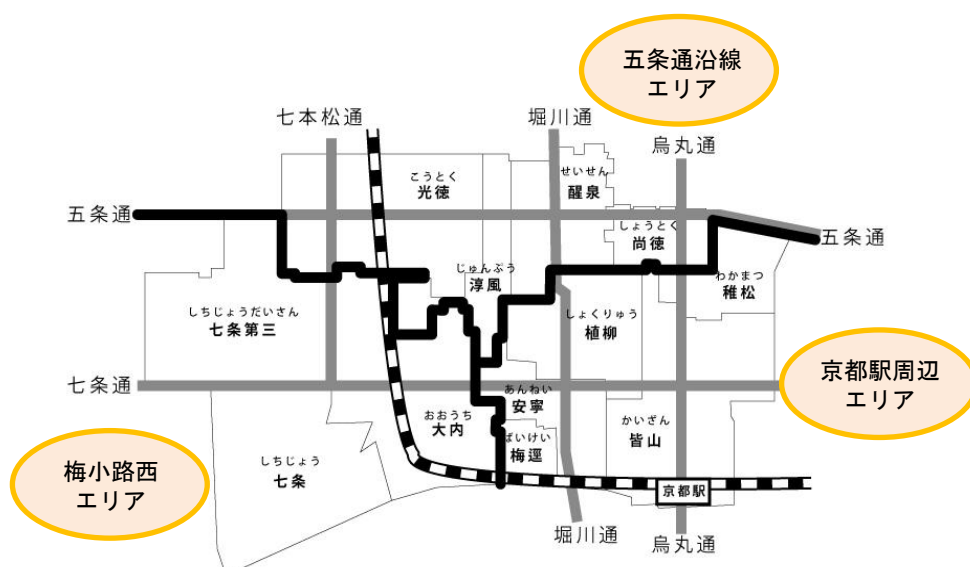 五条通沿線
エリア
七本松通
堀川通
烏丸通
せいせん
醒泉
こうとく
光徳
五条通
しょうとく
尚徳
五条通
じゅんぷう
淳風
わかまつ
稚松
しちじょうだいさん
七条第三
しょくりゅう
植柳
七条通
京都駅周辺
エリア
あんねい
安寧
おおうち
大内
かいざん
皆山
ばいけい
梅逕
しちじょう
七条
梅小路西
エリア
京都駅
堀川通
烏丸通